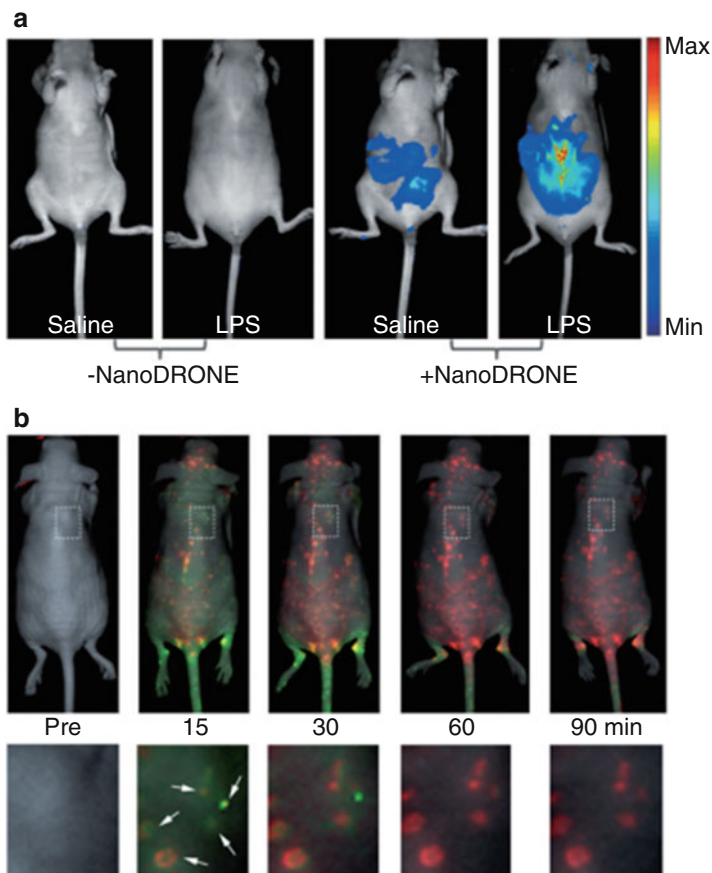 a
Max
Saline LPS Saline LPS
Min
-NanoDRONE +NanoDRONE
b
Pre 15 30 60 90 min